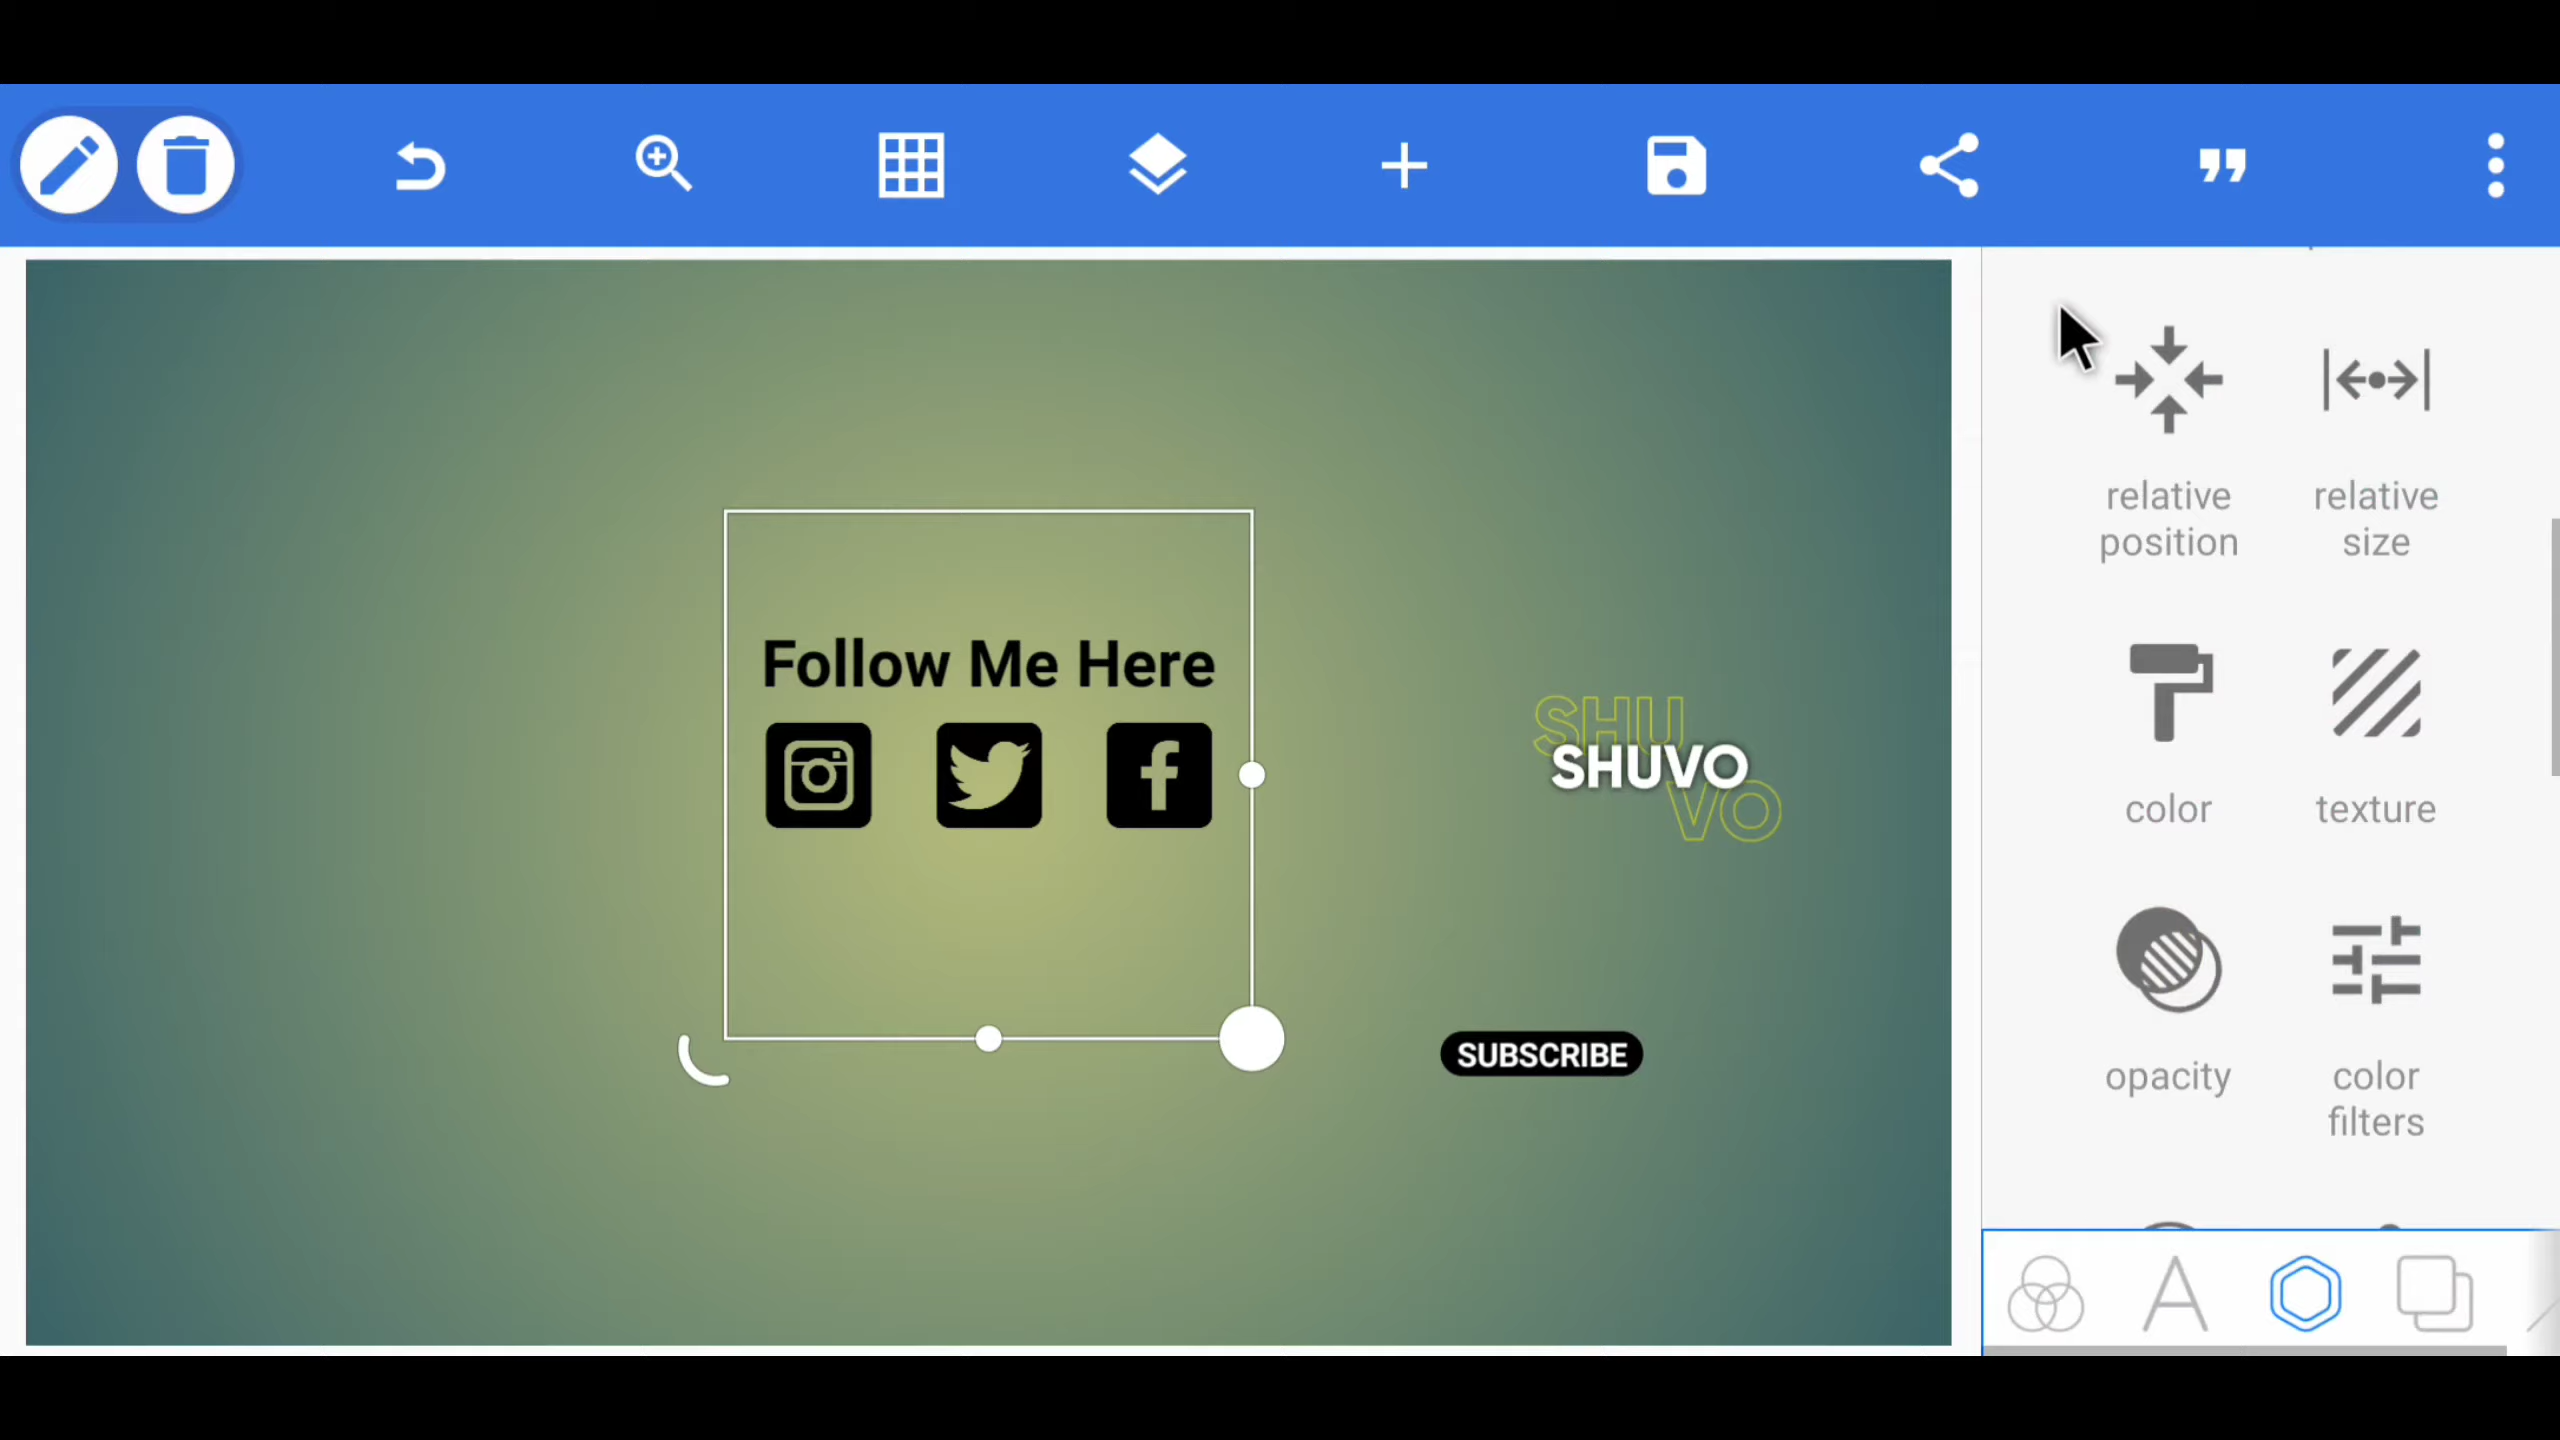 Follow Me Here
SHU
SHUVO
VO
SUBSCRIBE
relative
position
relative
size
color
texture
opacity
color
filters